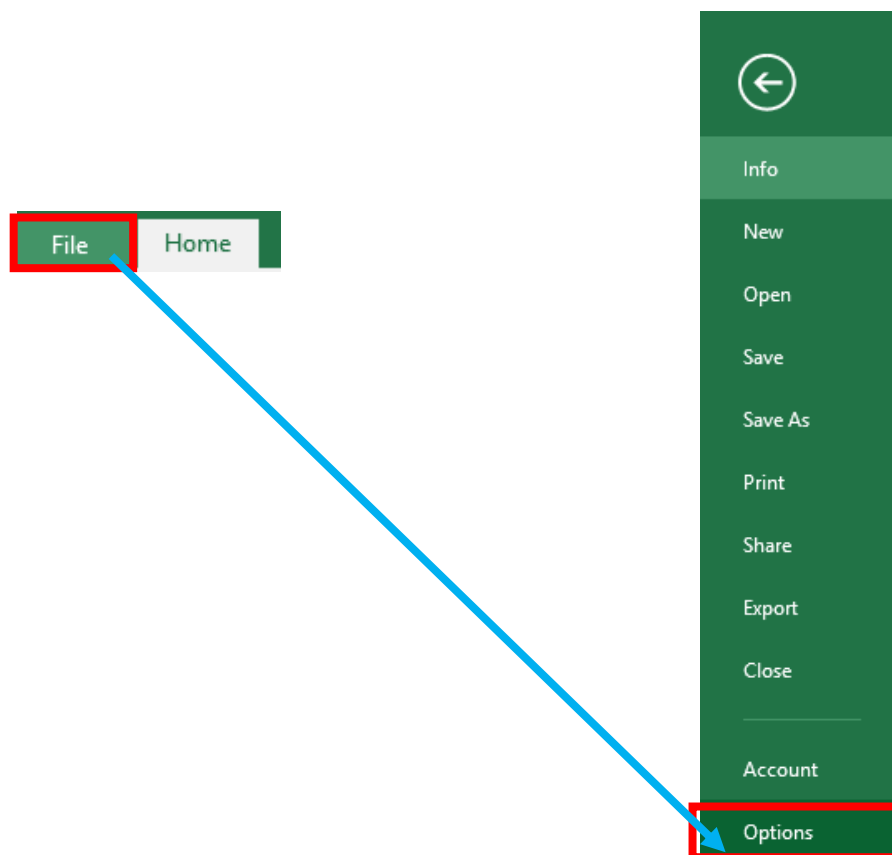 File Home
Info
New
Open
Save
Save As
Print
Share
Export
Close
Account
Options